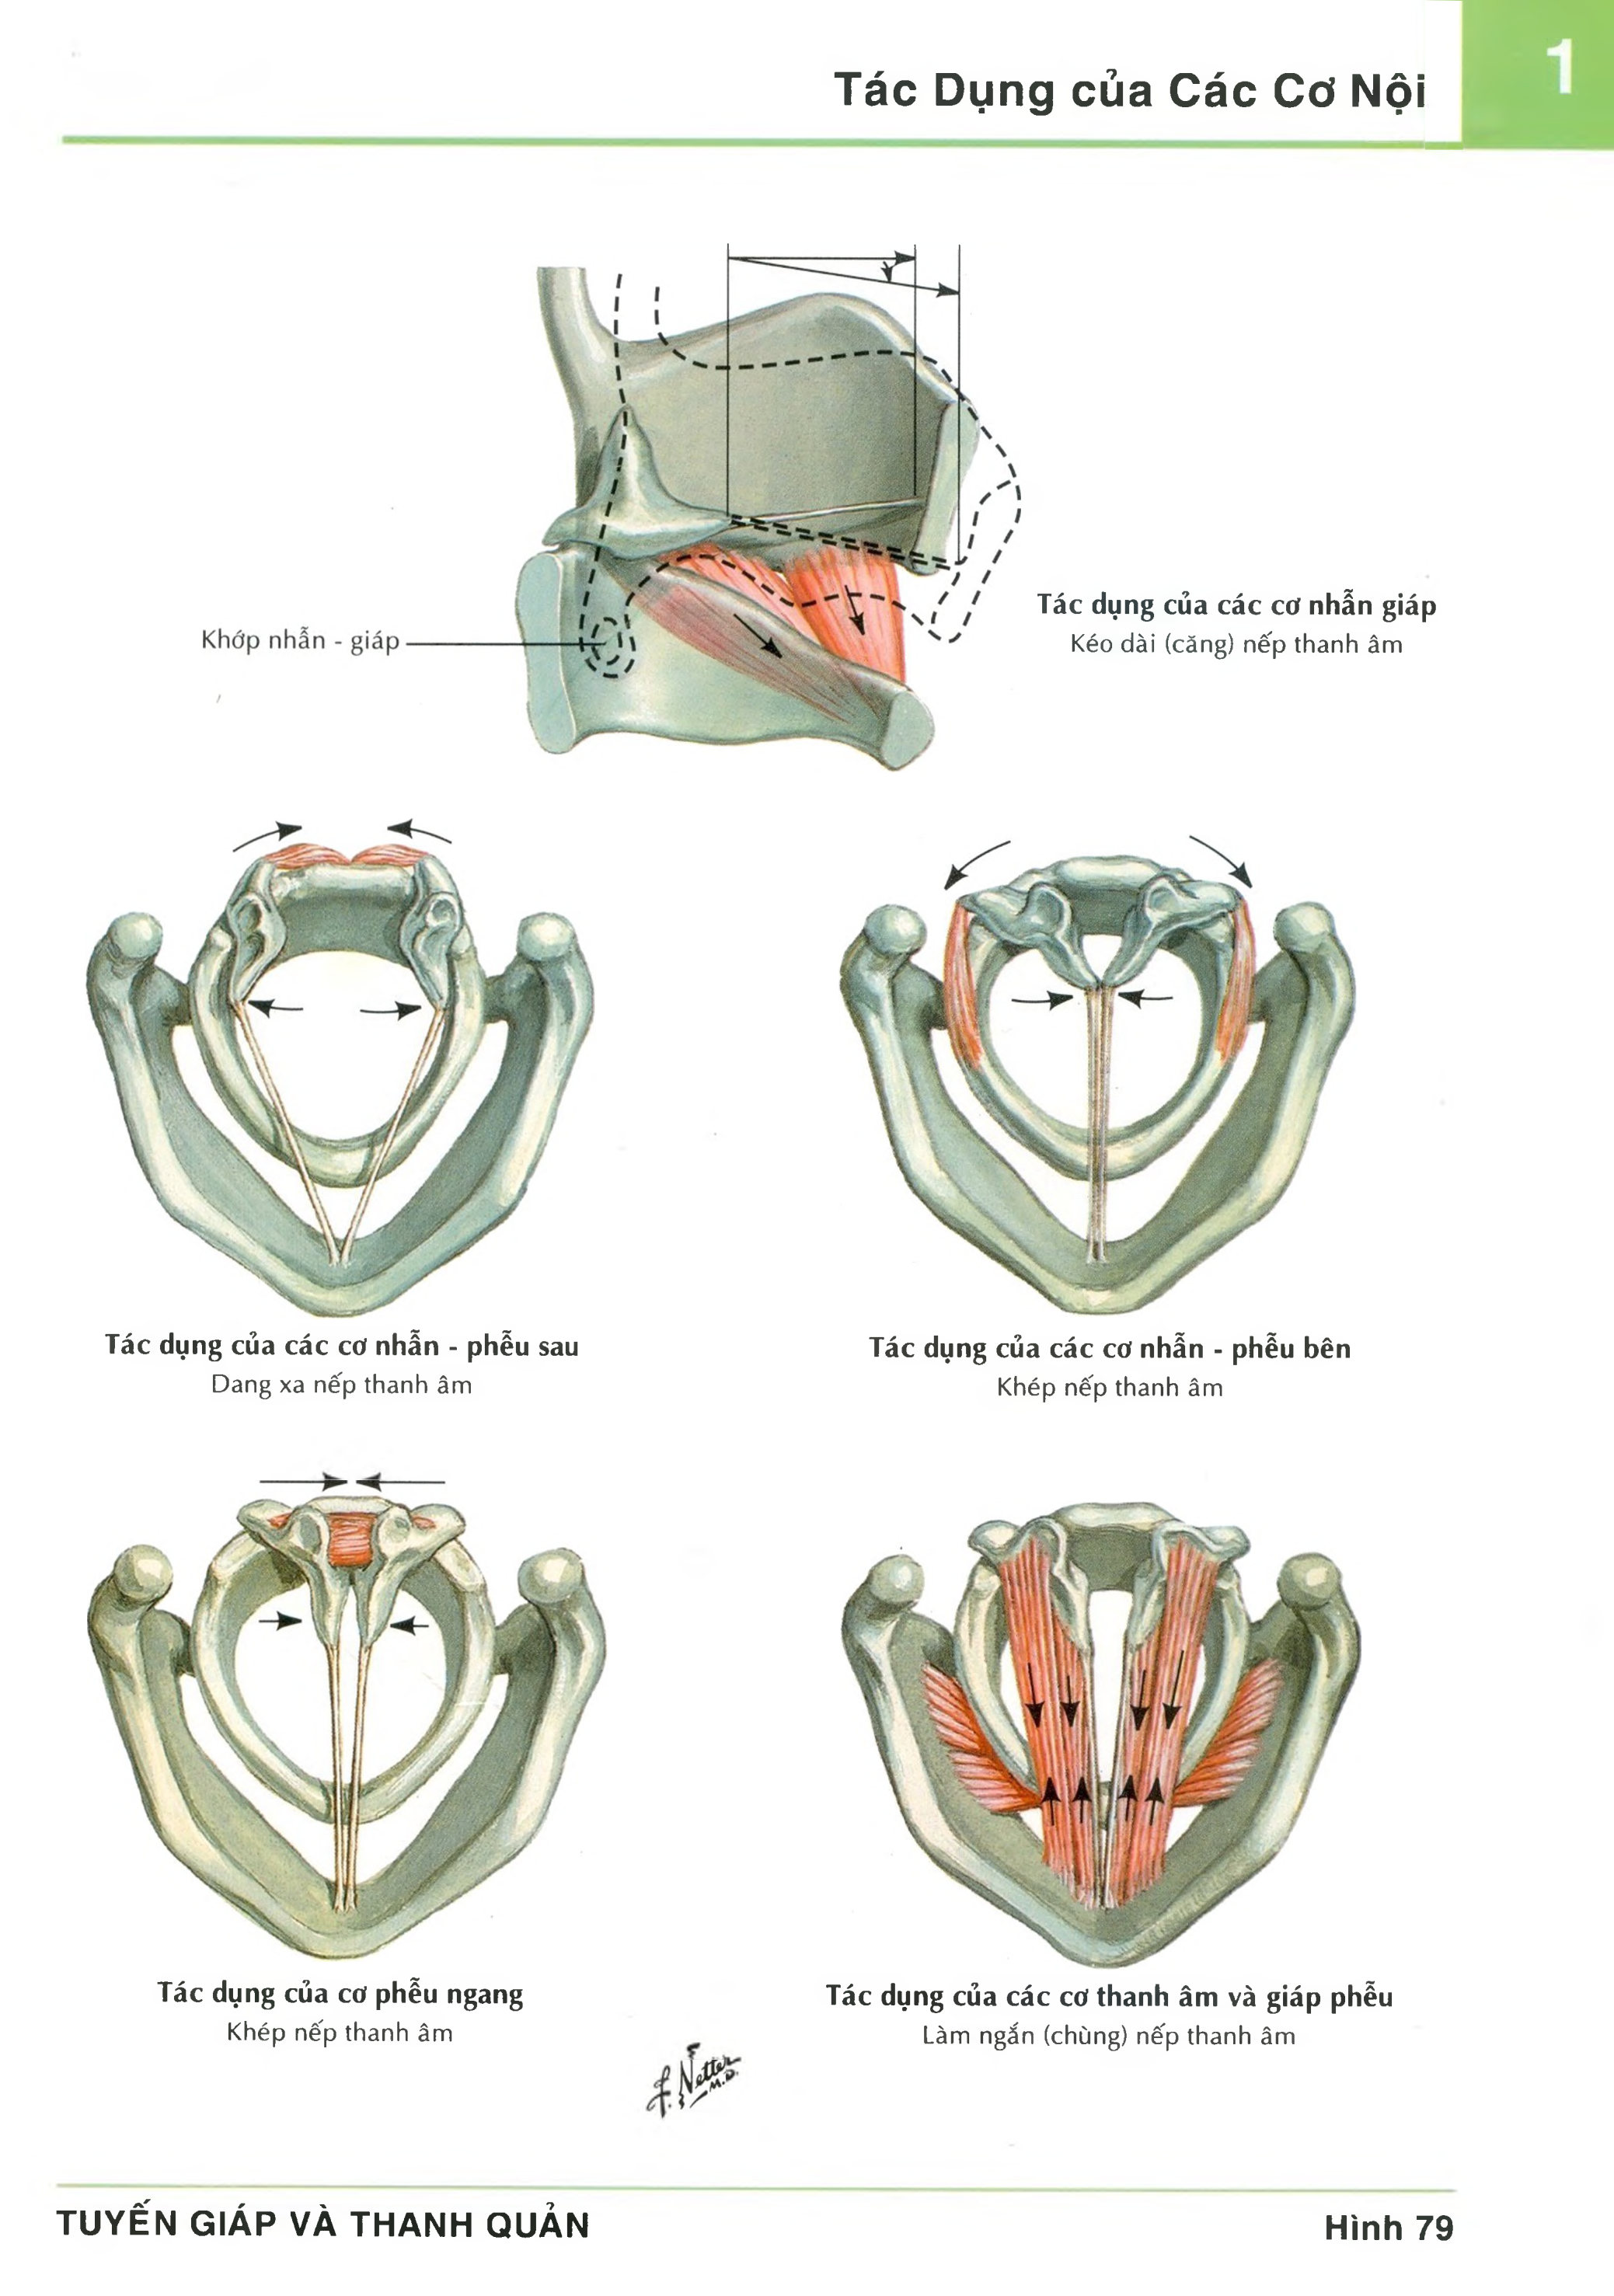 Tác Dụng của Các Cơ Nội
1
Tác dụng của các cơ nhẫn giáp
Kéo dài (căng) nếp thanh âm
Khớp nhẫn - giáp
Tác dụng của các cơ nhẫn - phễu sau
Dang xa nếp thanh âm
Tác dụng của các cơ nhẫn - phễu bên
Khép nếp thanh âm
Tác dụng của cơ phễu ngang
Khép nếp thanh âm
Tác dụng của các cơ thanh âm và giáp phễu
Làm ngắn (chùng) nếp thanh âm
F. Netter
M.D.
TUYẾN GIÁP VÀ THANH QUẢN
Hình 79